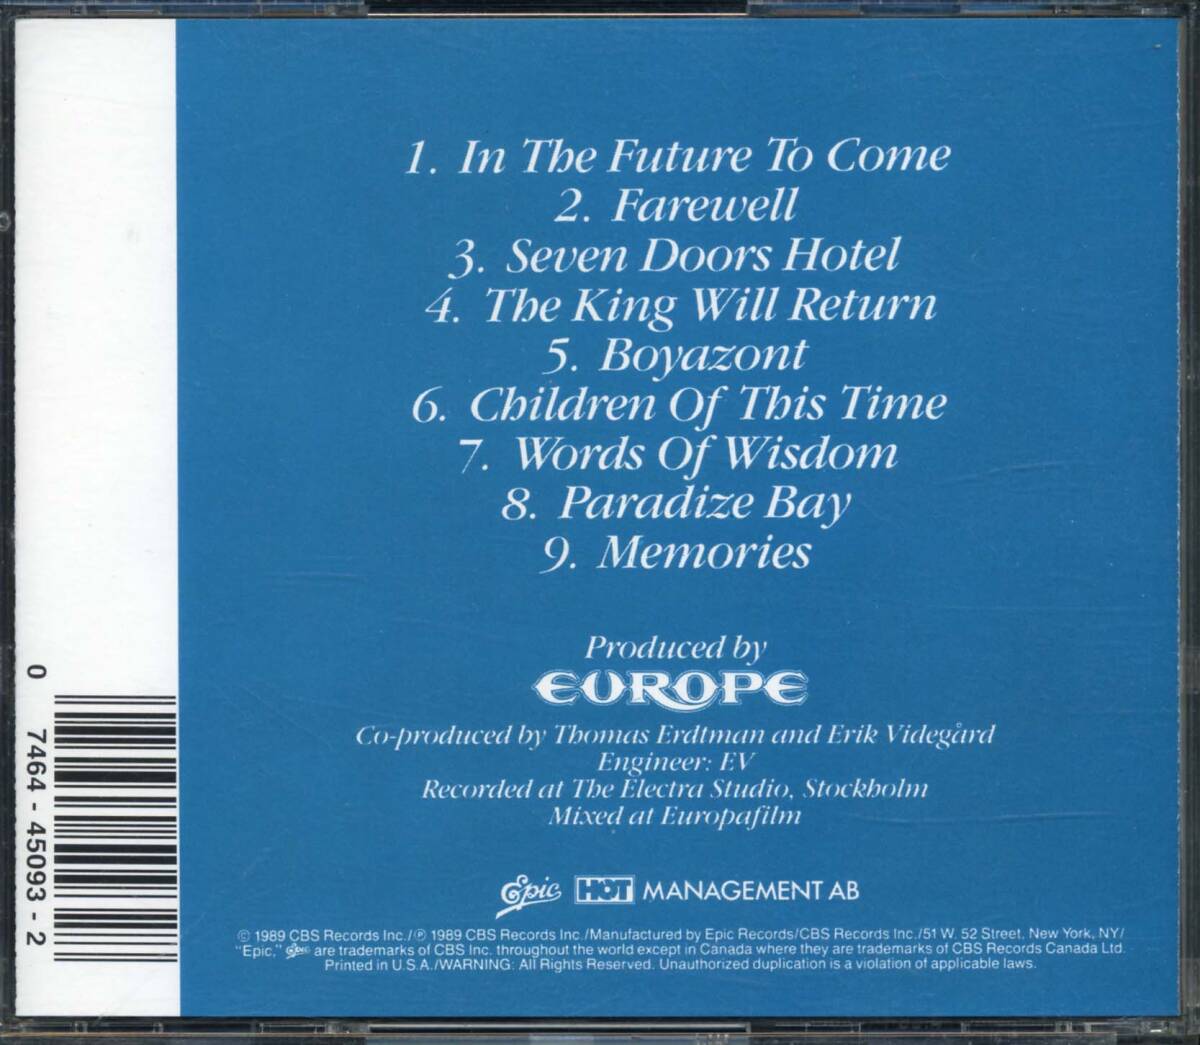 1. In The Future To Come
2. Farewell
3. Seven Doors Hotel
4. The King Will Return
5. Boyazont
6. Children Of This Time
7. Words Of Wisdom
8. Paradize Bay
9. Memories
Produced by
EUROPE
Co-produced by Thomas Erdtman and Erik Videgård
Engineer: EV
Recorded at The Electra Studio, Stockholm
Mixed at Europafilm
Epic HOT MANAGEMENT AB
© 1989 CBS Records Inc./℗ 1989 CBS Records Inc./Manufactured by Epic Records/CBS Records Inc./51 W. 52 Street, New York, NY/
"Epic," Epic are trademarks of CBS Inc. throughout the world except in Canada where they are trademarks of CBS Records Canada Ltd.
Printed in U.S.A./WARNING: All Rights Reserved. Unauthorized duplication is a violation of applicable laws.
0 7464-45093-2